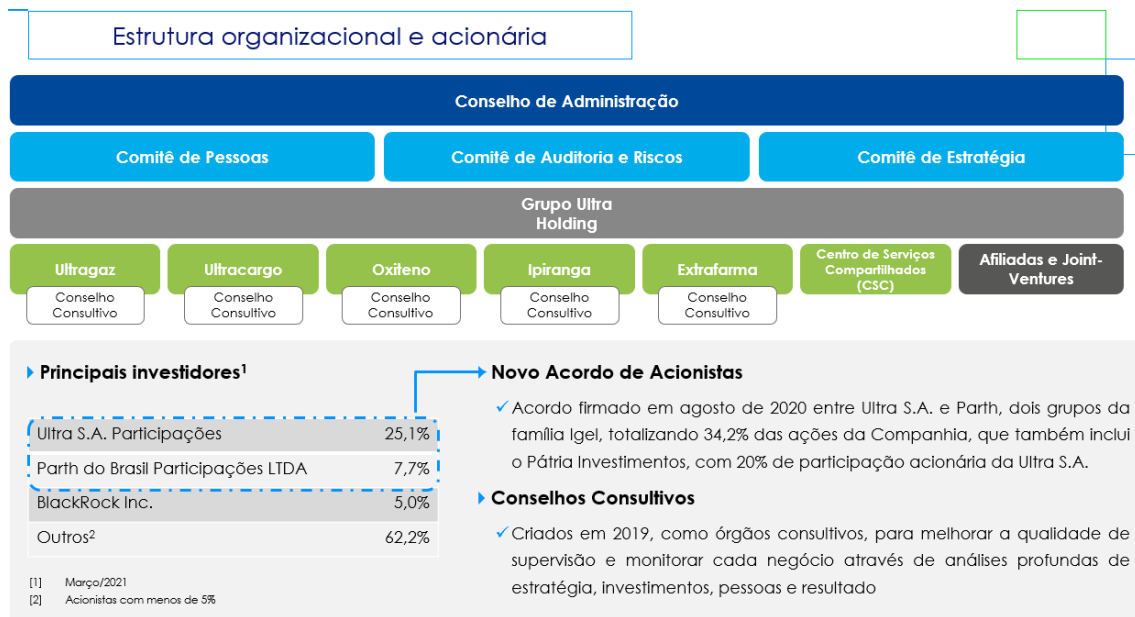 Estrutura organizacional e acionária
Conselho de Administração
Comitê de Pessoas
Comitê de Auditoria e Riscos
Comitê de Estratégia
Grupo Ultra
Holding
Ultragaz
Conselho
Consultivo
Ultracargo
Conselho
Consultivo
Oxiteno
Conselho
Consultivo
Ipiranga
Conselho
Consultivo
Extrafarma
Conselho
Consultivo
Centro de Serviços
Compartilhados
(CSC)
Afiliadas e Joint-
Ventures
Principais investidores¹
Ultra S.A. Participações 25,1%
Parth do Brasil Participações LTDA 7,7%
BlackRock Inc. 5,0%
Outros² 62,2%
[1] Março/2021
[2] Acionistas com menos de 5%
Novo Acordo de Acionistas
✓Acordo firmado em agosto de 2020 entre Ultra S.A. e Parth, dois grupos da
família Igel, totalizando 34,2% das ações da Companhia, que também inclui
o Pátria Investimentos, com 20% de participação acionária da Ultra S.A.
Conselhos Consultivos
✓Criados em 2019, como órgãos consultivos, para melhorar a qualidade de
supervisão e monitorar cada negócio através de análises profundas de
estratégia, investimentos, pessoas e resultado